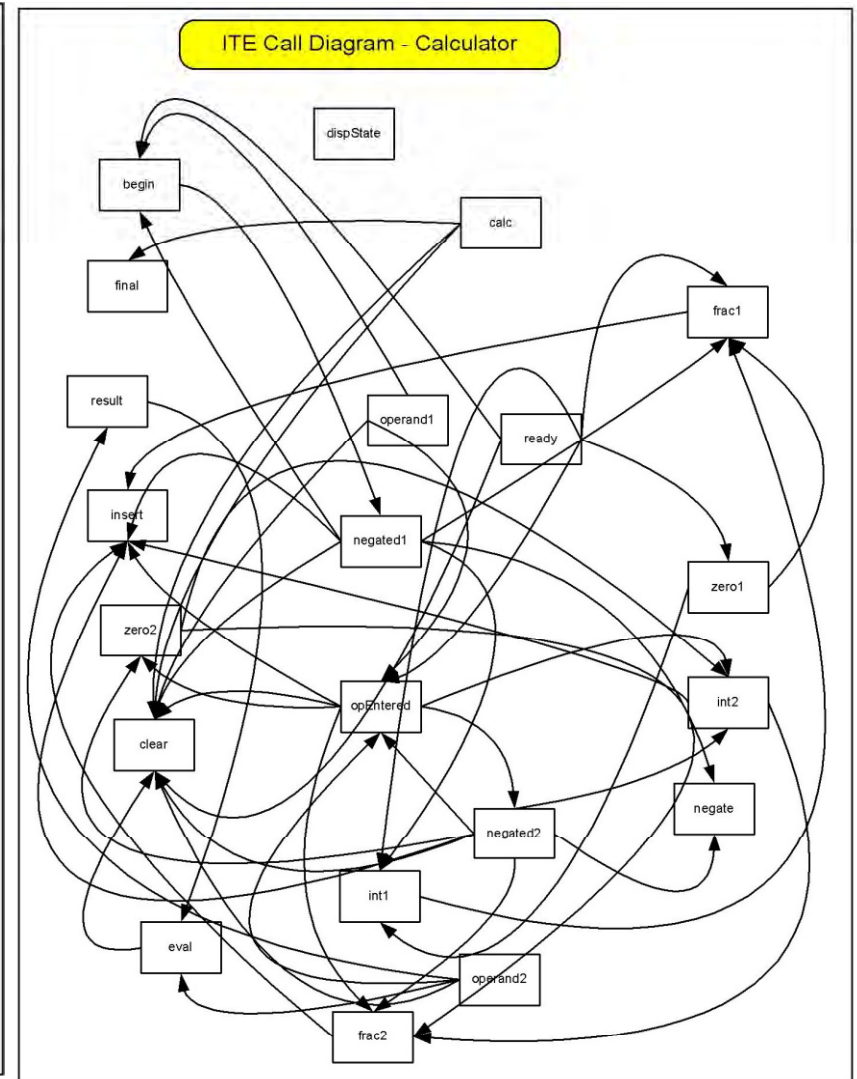 ITE Call Diagram - Calculator
dispState
begin
calc
final
frac1
result
operand1
ready
insert
negated1
zero1
zero2
opEntered
int2
clear
negate
negated2
int1
eval
operand2
frac2